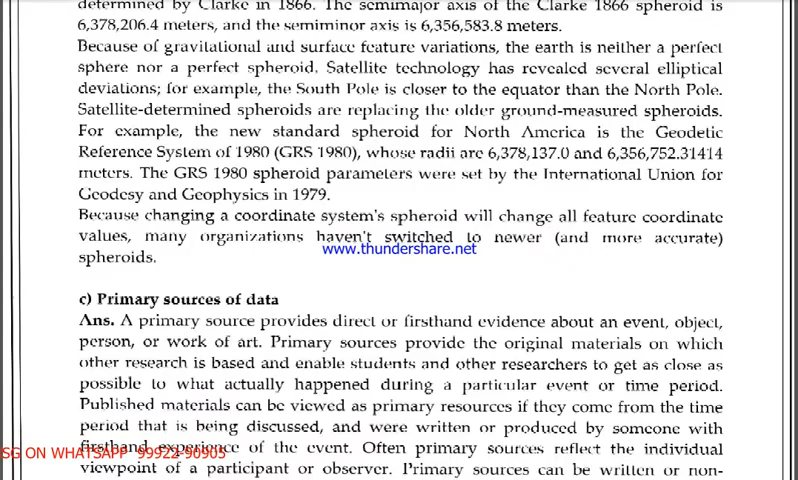 determined by Clarke in 1866. The semimajor axis of the Clarke 1866 spheroid is
6,378,206.4 meters, and the semiminor axis is 6,356,583.8 meters.
Because of gravitational and surface feature variations, the earth is neither a perfect
sphere nor a perfect spheroid. Satellite technology has revealed several elliptical
deviations; for example, the South Pole is closer to the equator than the North Pole.
Satellite-determined spheroids are replacing the older ground-measured spheroids.
For example, the new standard spheroid for North America is the Geodetic
Reference System of 1980 (GRS 1980), whose radii are 6,378,137.0 and 6,356,752.31414
meters. The GRS 1980 spheroid parameters were set by the International Union for
Geodesy and Geophysics in 1979.
Because changing a coordinate system's spheroid will change all feature coordinate
values, many organizations haven't switched to newer (and more accurate)
www.thundershare.net
spheroids.
c) Primary sources of data
Ans. A primary source provides direct or firsthand evidence about an event, object,
person, or work of art. Primary sources provide the original materials on which
other research is based and enable students and other researchers to get as close as
possible to what actually happened during a particular event or time period.
Published materials can be viewed as primary resources if they come from the time
period that is being discussed, and were written or produced by someone with
firsthand experience of the event. Often primary sources reflect the individual
SG ON WHATSAPP 99922-90905
viewpoint of a participant or observer. Primary sources can be written or non-